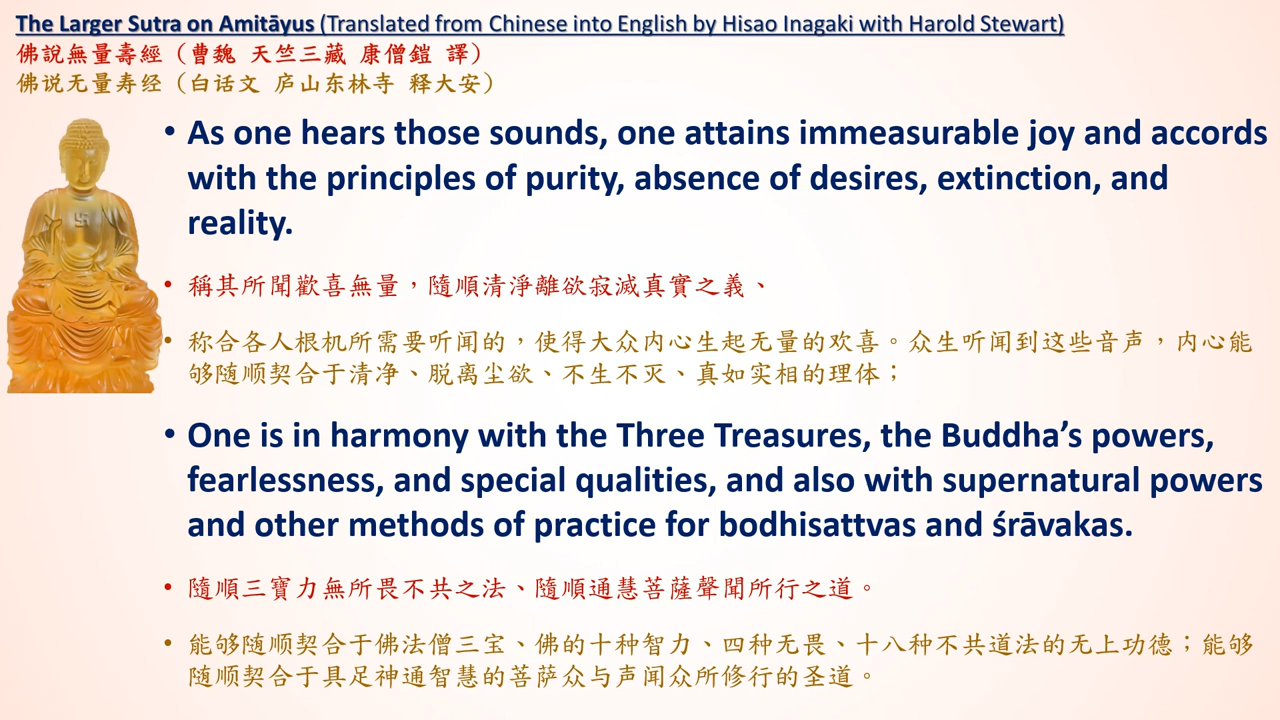 The Larger Sutra on Amitāyus (Translated from Chinese into English by Hisao Inagaki with Harold Stewart)
佛說無量壽經（曹魏 天竺三藏 康僧鎧 譯）
佛说无量寿经（白话文 庐山东林寺 释大安）
• As one hears those sounds, one attains immeasurable joy and accords
with the principles of purity, absence of desires, extinction, and
reality.
• 稱其所聞歡喜無量，隨順清淨離欲寂滅真實之義、
• 称合各人根机所需要听闻的，使得大众内心生起无量的欢喜。众生听闻到这些音声，内心能
够随顺契合于清净、脱离尘欲、不生不灭、真如实相的理体；
• One is in harmony with the Three Treasures, the Buddha’s powers,
fearlessness, and special qualities, and also with supernatural powers
and other methods of practice for bodhisattvas and śrāvakas.
• 隨順三寶力無所畏不共之法、隨順通慧菩薩聲聞所行之道。
• 能够随顺契合于佛法僧三宝、佛的十种智力、四种无畏、十八种不共道法的无上功德；能够
随顺契合于具足神通智慧的菩萨众与声闻众所修行的圣道。